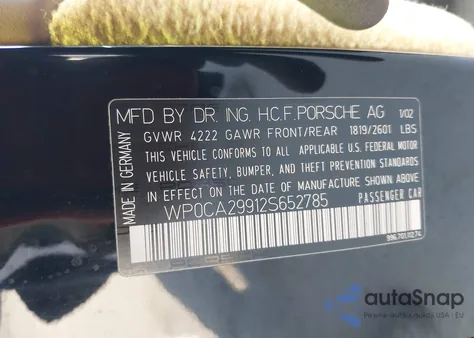 MFD BY DR. ING. H.C.F. PORSCHE AG 1/02
GVWR 4222 GAWR FRONT/REAR 1819/2601 LBS
THIS VEHICLE CONFORMS TO ALL APPLICABLE U.S. FEDERAL MOTOR
VEHICLE SAFETY, BUMPER, AND THEFT PREVENTION STANDARDS
IN EFFECT ON THE DATE OF MANUFACTURE SHOWN ABOVE.
WP0CA29912S652785 PASSENGER CAR
MADE IN GERMANY
autoSnap